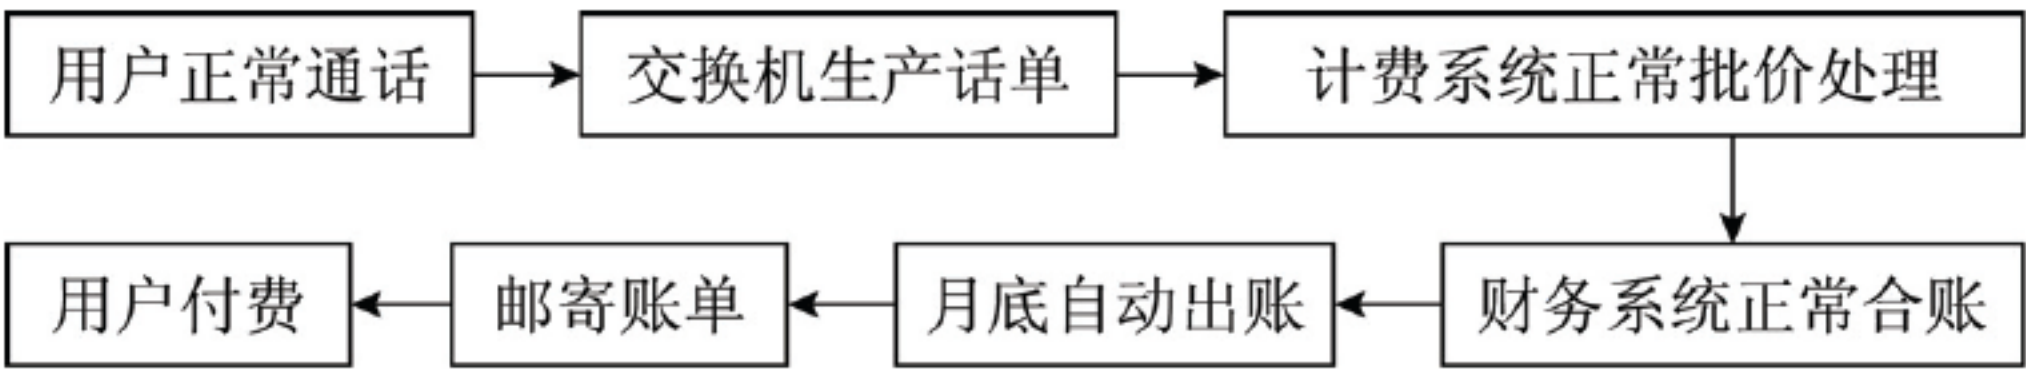 用户正常通话
交换机生产话单
计费系统正常批价处理
财务系统正常合账
月底自动出账
邮寄账单
用户付费